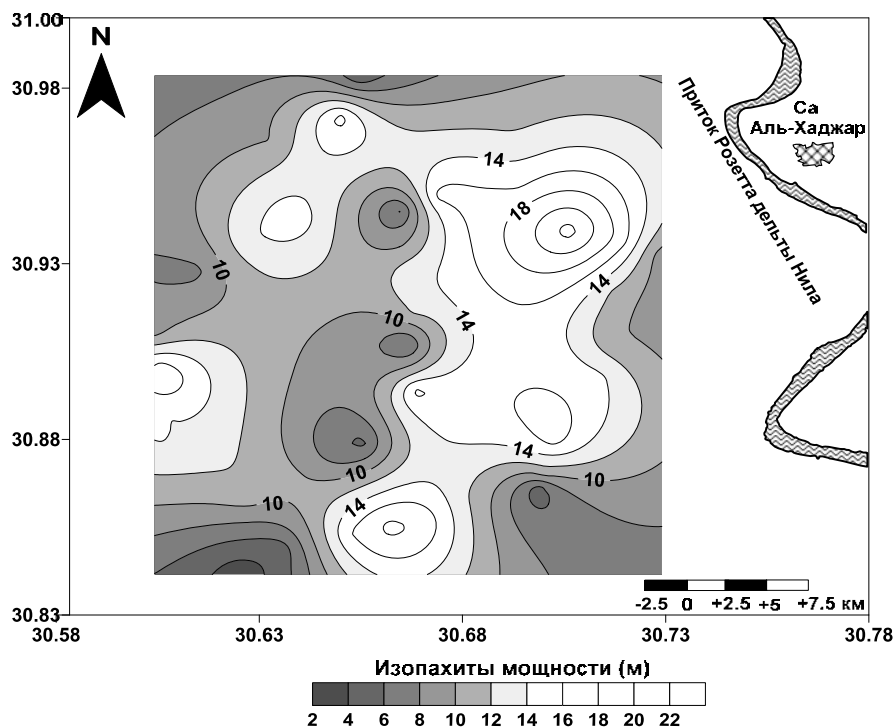 31.00
N
30.98
Са
Аль-Хаджар
Приток Розетта дельты Нила
14
18
30.93
10
14
10
14
30.88
14
10
10
10
14
-2.5 0 +2.5 +5 +7.5 км
30.83
30.58 30.63 30.68 30.73 30.78
Изопахиты мощности (м)
2 4 6 8 10 12 14 16 18 20 22